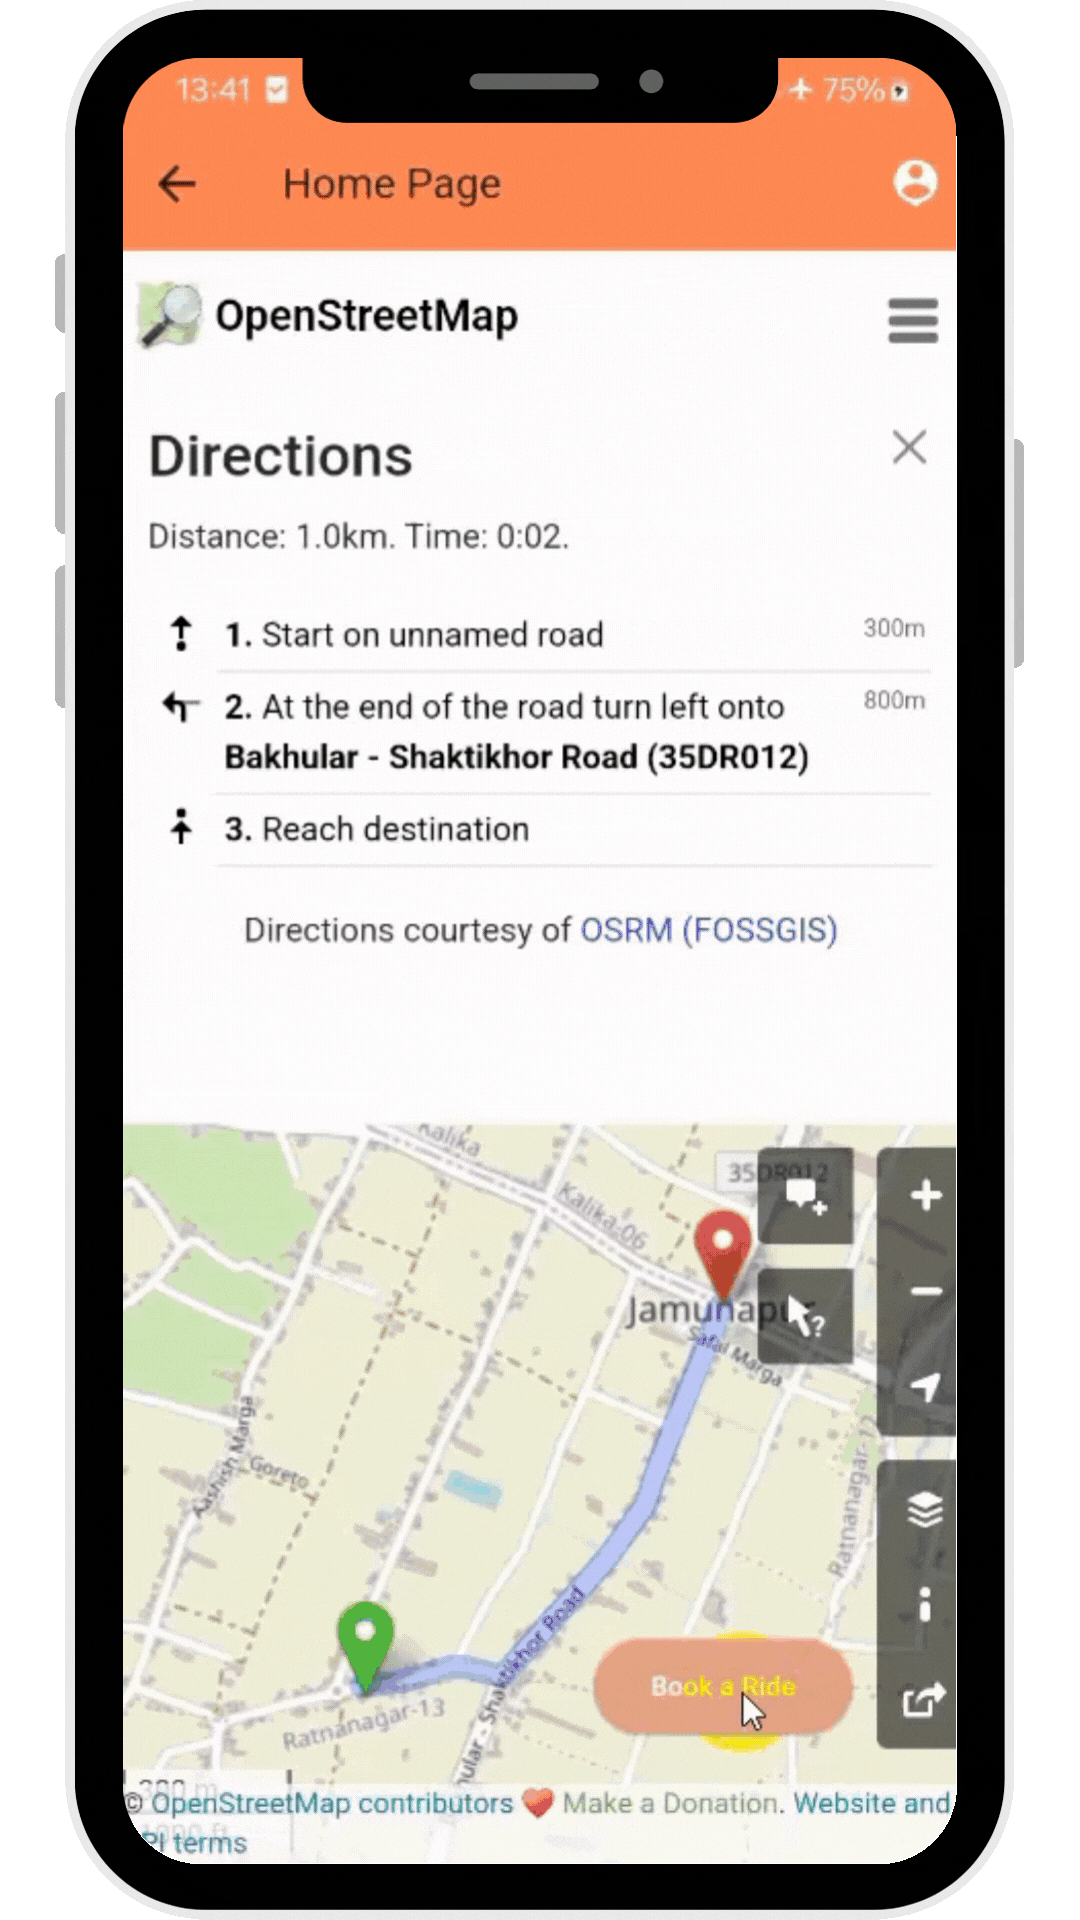 13:41
75%
Home Page
OpenStreetMap
Directions
Distance: 1.0km. Time: 0:02.
1. Start on unnamed road
300m
2. At the end of the road turn left onto
800m
Bakhular - Shaktikhor Road (35DR012)
3. Reach destination
Directions courtesy of OSRM (FOSSGIS)
Kalika
35DR012
Kalika-06
Jamunapur
Safal Marga
Aashish Marga
Goreto
Ratnanagar-1
Shaktikhor Road
Book a Ride
Ratnanagar-13
hular -
300 m
© OpenStreetMap contributors Make a Donation. Website and
PI terms
1000 ft